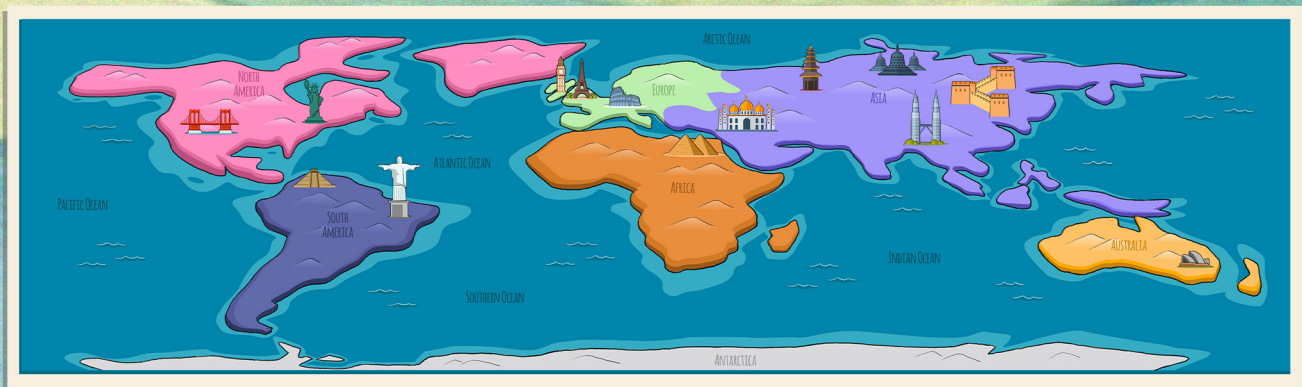 Arctic Ocean
North
America
Europe
Asia
Atlantic Ocean
Africa
Pacific Ocean
South
America
Australia
Indian Ocean
Southern Ocean
Antarctica